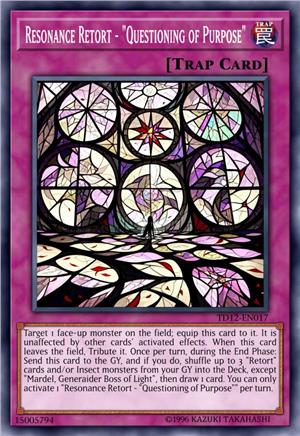 Resonance Retort - "Questioning of Purpose"
TRAP
罠
[Trap Card]
TD12-EN017
Target 1 face-up monster on the field; equip this card to it. It is
unaffected by other cards' activated effects. When this card
leaves the field, Tribute it. Once per turn, during the End Phase:
Send this card to the GY, and if you do, shuffle up to 3 "Retort"
cards and/or Insect monsters from your GY into the Deck, except
"Mardel, Generaider Boss of Light", then draw 1 card. You can only
activate 1 "Resonance Retort - "Questioning of Purpose"" per turn.
15005794
©1996 KAZUKI TAKAHASHI